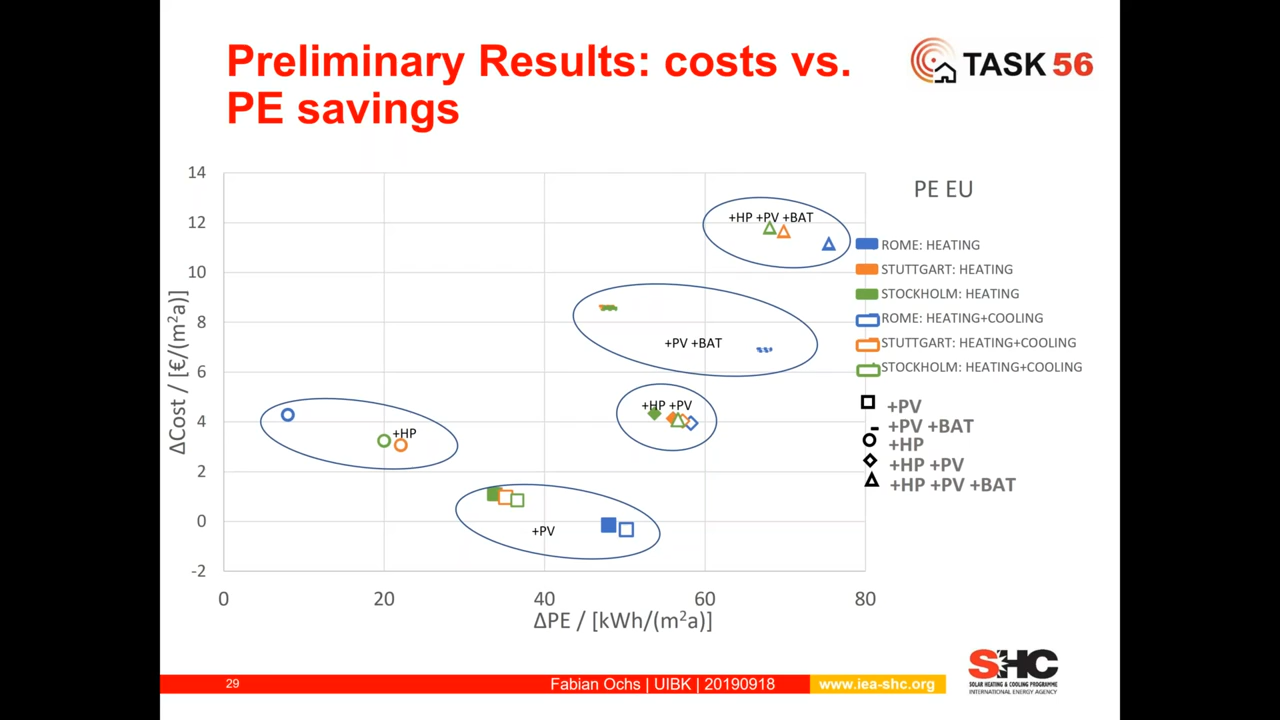 Preliminary Results: costs vs.
PE savings
TASK 56
PE EU
14
12
10
8
6
4
2
0
-2
0
20
40
60
80
ΔCost / [€/(m²a)]
ΔPE / [kWh/(m²a)]
+HP +PV +BAT
+PV +BAT
+HP +PV
+HP
+PV
ROME: HEATING
STUTTGART: HEATING
STOCKHOLM: HEATING
ROME: HEATING+COOLING
STUTTGART: HEATING+COOLING
STOCKHOLM: HEATING+COOLING
+PV
+PV +BAT
+HP
+HP +PV
+HP +PV +BAT
29
Fabian Ochs | UIBK | 20190918
www.iea-shc.org
SHC
SOLAR HEATING & COOLING PROGRAMME
INTERNATIONAL ENERGY AGENCY